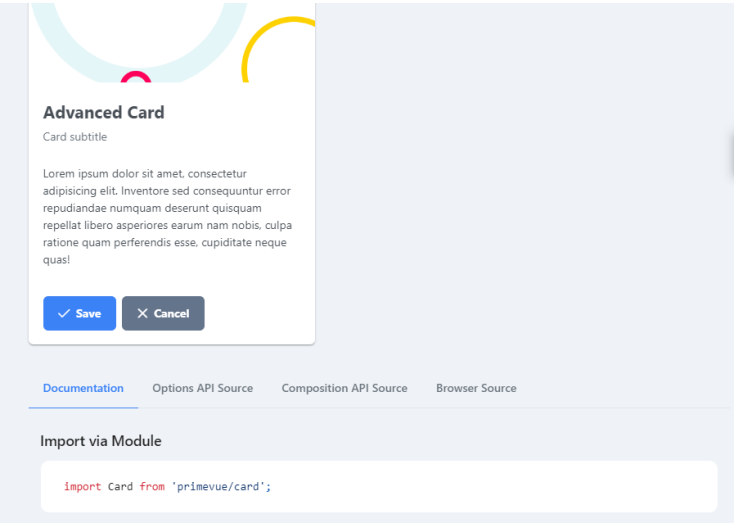 Advanced Card
Card subtitle
Lorem ipsum dolor sit amet, consectetur
adipisicing elit. Inventore sed consequuntur error
repudiandae numquam deserunt quisquam
repellat libero asperiores earum nam nobis, culpa
ratione quam perferendis esse, cupiditate neque
quas!
Save Cancel
Documentation Options API Source Composition API Source Browser Source
Import via Module
import Card from 'primevue/card';